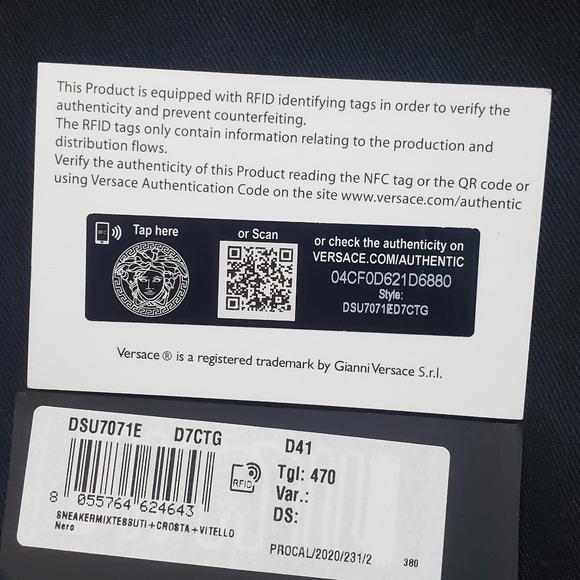 This Product is equipped with RFID identifying tags in order to verify the
authenticity and prevent counterfeiting.
The RFID tags only contain information relating to the production and
distribution flows.
Verify the authenticity of this Product reading the NFC tag or the QR code or
using Versace Authentication Code on the site www.versace.com/authentic
NFC
Tap here
or Scan
or check the authenticity on
VERSACE.COM/AUTHENTIC
04CF0D621D6880
Style:
DSU7071ED7CTG
Versace ® is a registered trademark by Gianni Versace S.r.l.
DSU7071E D7CTG D41
RFID
Tgl: 470
Var.:
DS:
8 055764 624643
SNEAKERMIXTESSUTI+CROSTA+VITELLO
Nero
PROCAL/2020/231/2 380